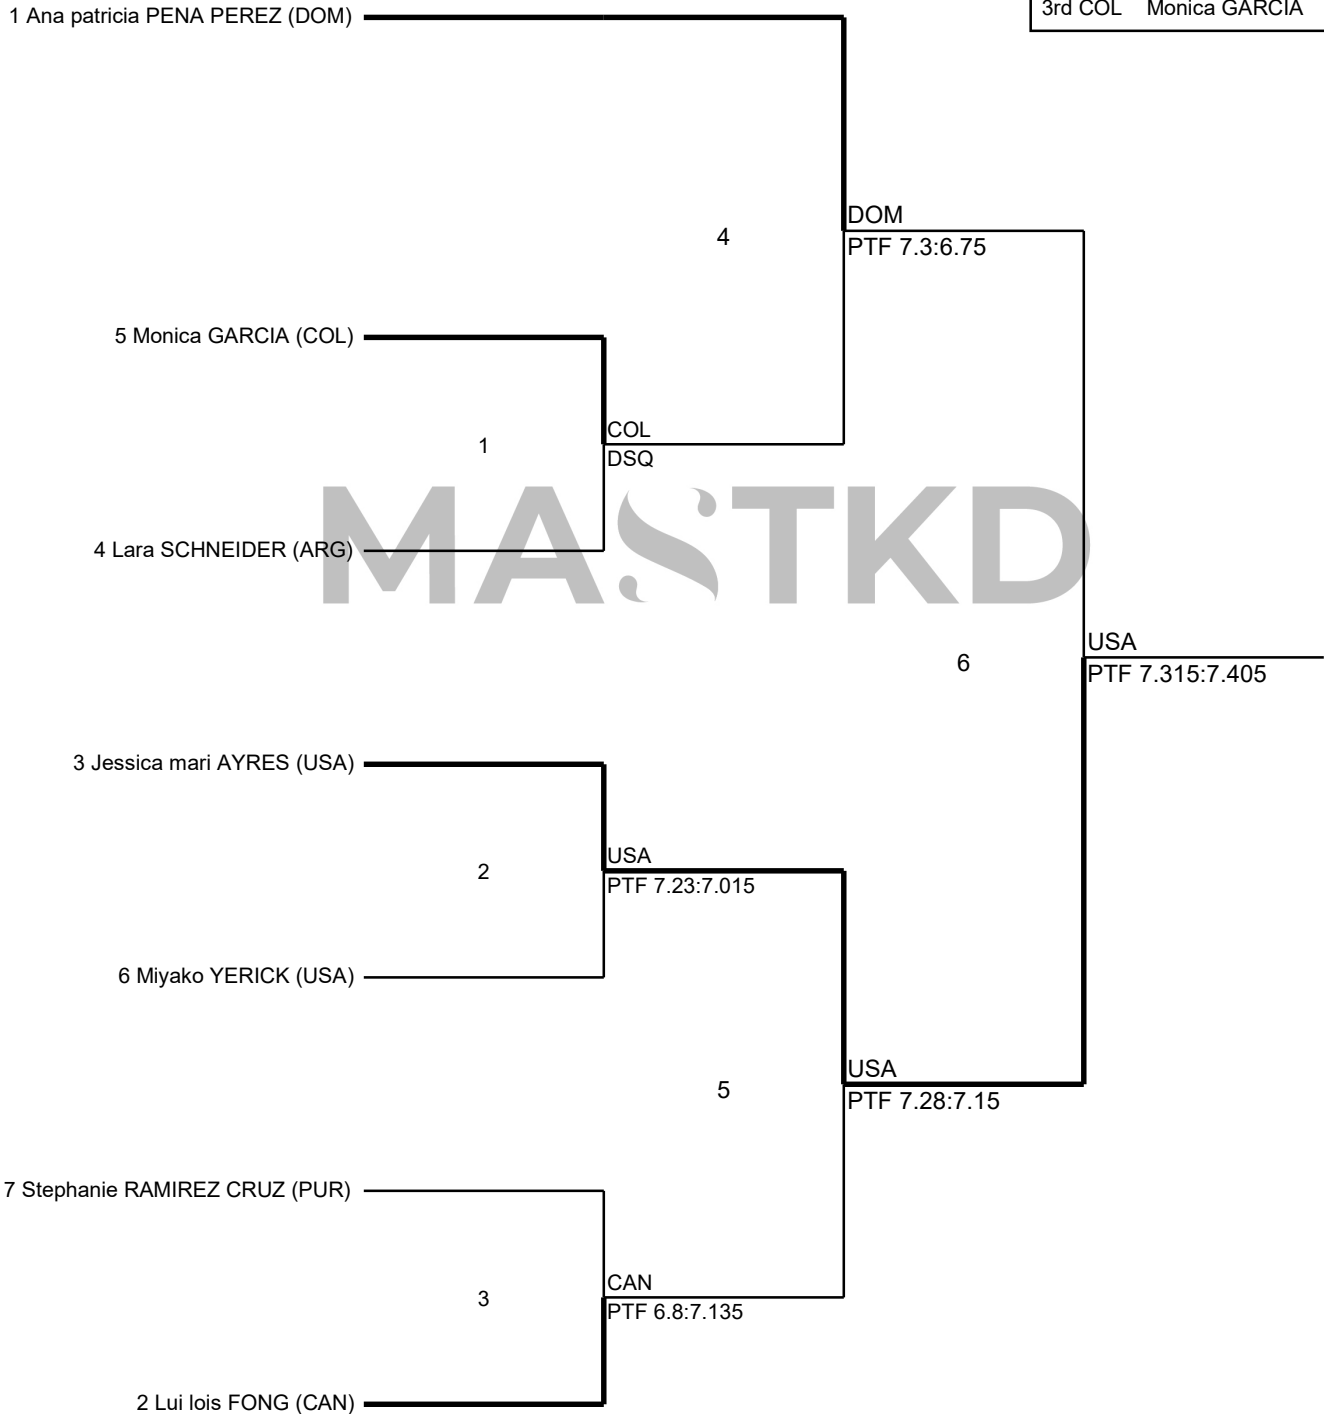 1 Ana patricia PENA PEREZ (DOM)
3rd COL Monica GARCIA
DOM
4
PTF 7.3:6.75
5 Monica GARCIA (COL)
COL
1
DSQ
MASTKD
4 Lara SCHNEIDER (ARG)
USA
6
PTF 7.315:7.405
3 Jessica mari AYRES (USA)
USA
2
PTF 7.23:7.015
6 Miyako YERICK (USA)
USA
5
PTF 7.28:7.15
7 Stephanie RAMIREZ CRUZ (PUR)
CAN
3
PTF 6.8:7.135
2 Lui lois FONG (CAN)